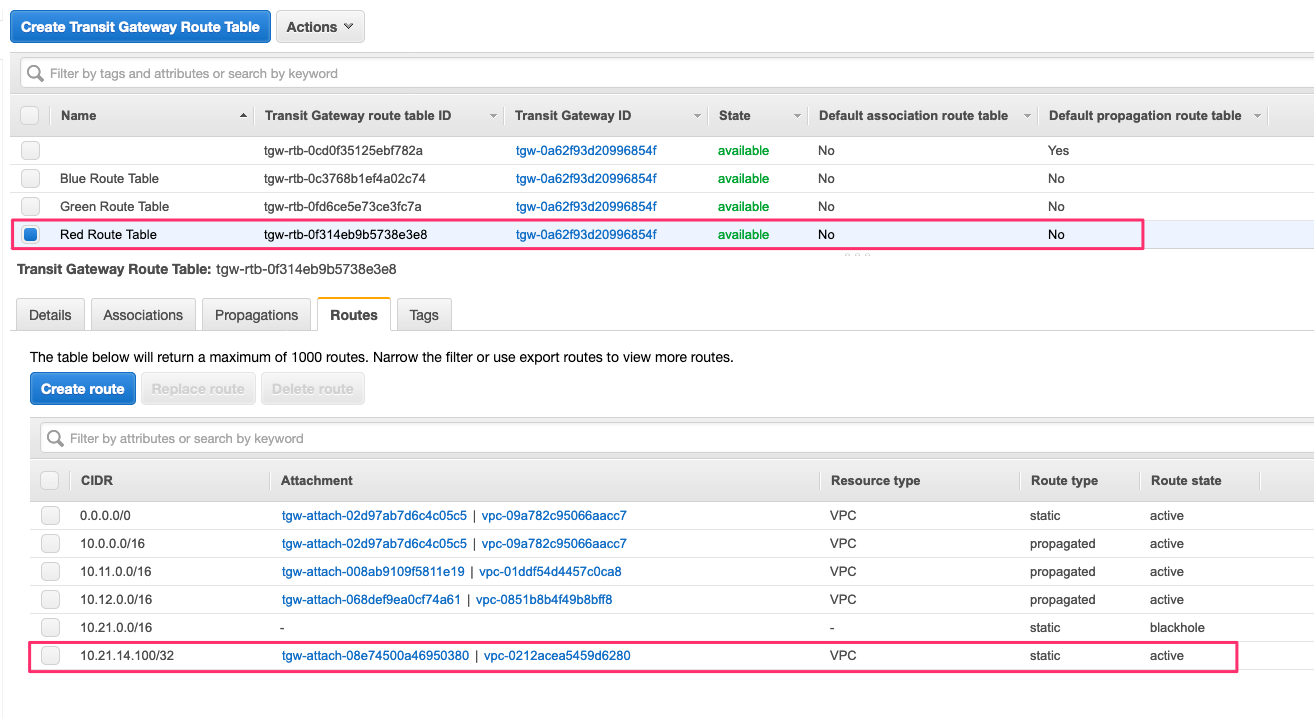 Create Transit Gateway Route Table Actions
Filter by tags and attributes or search by keyword
Name Transit Gateway route table ID Transit Gateway ID State Default association route table Default propagation route table
tgw-rtb-0cd0f35125ebf782a tgw-0a62f93d20996854f available No Yes
Blue Route Table tgw-rtb-0c3768b1ef4a02c74 tgw-0a62f93d20996854f available No No
Green Route Table tgw-rtb-0fd6ce5e73ce3fc7a tgw-0a62f93d20996854f available No No
Red Route Table tgw-rtb-0f314eb9b5738e3e8 tgw-0a62f93d20996854f available No No
Transit Gateway Route Table: tgw-rtb-0f314eb9b5738e3e8
Details Associations Propagations Routes Tags
The table below will return a maximum of 1000 routes. Narrow the filter or use export routes to view more routes.
Create route Replace route Delete route
Filter by attributes or search by keyword
CIDR Attachment Resource type Route type Route state
0.0.0.0/0 tgw-attach-02d97ab7d6c4c05c5 | vpc-09a782c95066aacc7 VPC static active
10.0.0.0/16 tgw-attach-02d97ab7d6c4c05c5 | vpc-09a782c95066aacc7 VPC propagated active
10.11.0.0/16 tgw-attach-008ab9109f5811e19 | vpc-01ddf54d4457c0ca8 VPC propagated active
10.12.0.0/16 tgw-attach-068def9ea0cf74a61 | vpc-0851b8b4f49b8bff8 VPC propagated active
10.21.0.0/16 - - static blackhole
10.21.14.100/32 tgw-attach-08e74500a46950380 | vpc-0212acea5459d6280 VPC static active